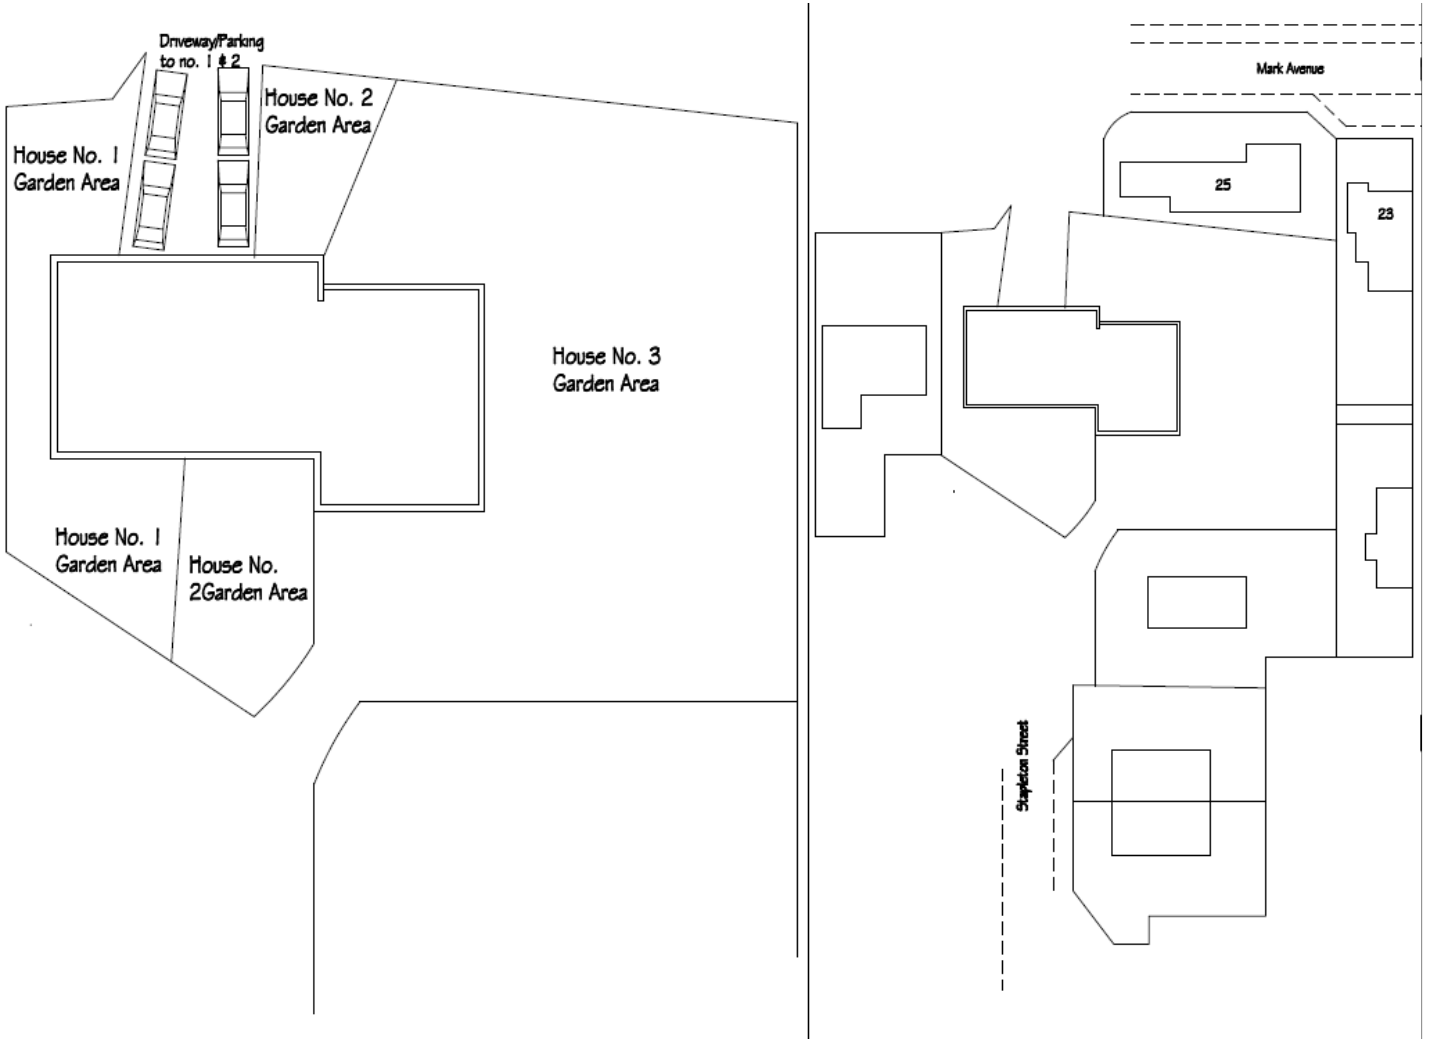 Driveway/Parking
to no. 1 & 2
House No. 2
Garden Area
House No. 1
Garden Area
House No. 3
Garden Area
House No. 1
Garden Area
House No.
2Garden Area
Mark Avenue
25
23
Stapleton Street